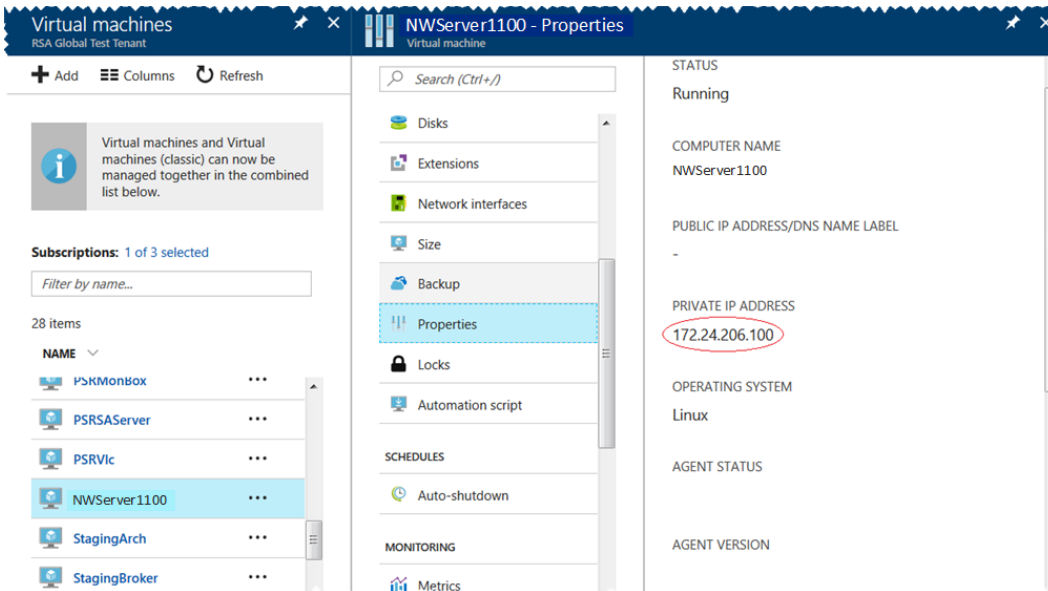 Virtual machines
RSA Global Test Tenant
Add
Columns
Refresh
Virtual machines and Virtual
machines (classic) can now be
managed together in the combined
list below.
Subscriptions: 1 of 3 selected
Filter by name...
28 items
NAME
PSRMonBox
PSRSAServer
PSRVlc
NWServer1100
StagingArch
StagingBroker
NWServer1100 - Properties
Virtual machine
Search (Ctrl+/)
Disks
Extensions
Network interfaces
Size
Backup
Properties
Locks
Automation script
SCHEDULES
Auto-shutdown
MONITORING
Metrics
STATUS
Running
COMPUTER NAME
NWServer1100
PUBLIC IP ADDRESS/DNS NAME LABEL
-
PRIVATE IP ADDRESS
172.24.206.100
OPERATING SYSTEM
Linux
AGENT STATUS
AGENT VERSION